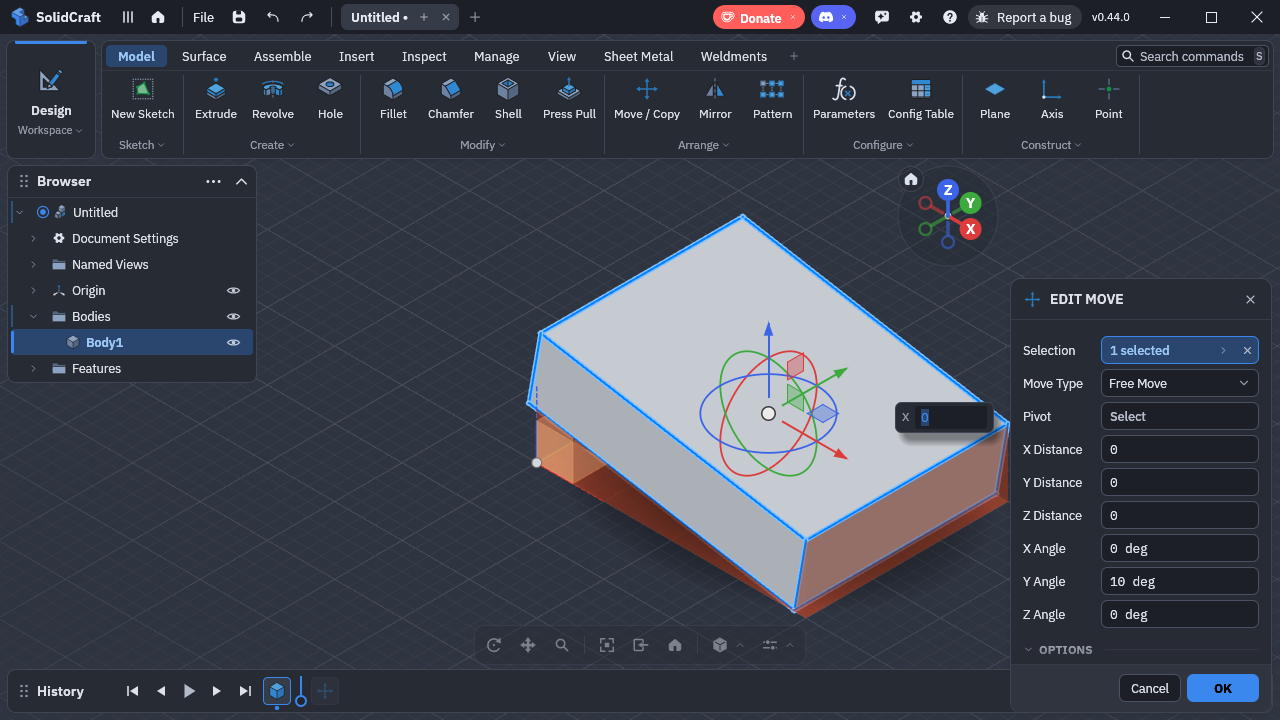 SolidCraft
File
Untitled •
Donate
Report a bug
v0.44.0
Design
Workspace
Model
Surface
Assemble
Insert
Inspect
Manage
View
Sheet Metal
Weldments
Search commands
S
New Sketch
Extrude
Revolve
Hole
Fillet
Chamfer
Shell
Press Pull
Move / Copy
Mirror
Pattern
Parameters
Config Table
Plane
Axis
Point
Sketch
Create
Modify
Arrange
Configure
Construct
Browser
Untitled
Document Settings
Named Views
Origin
Bodies
Body1
Features
Z
Y
X
X 0
EDIT MOVE
Selection 1 selected
Move Type Free Move
Pivot Select
X Distance 0
Y Distance 0
Z Distance 0
X Angle 0 deg
Y Angle 10 deg
Z Angle 0 deg
OPTIONS
Cancel
OK
History